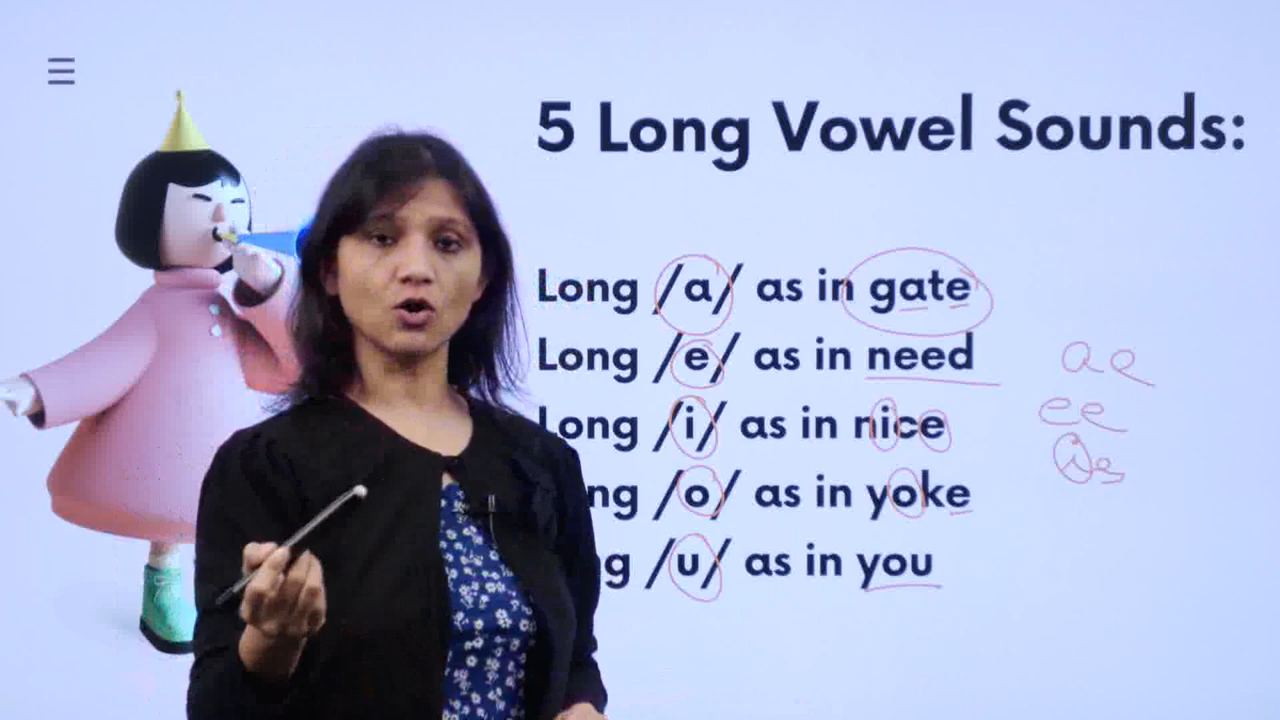 5 Long Vowel Sounds:
Long /a/ as in gate
Long /e/ as in need
ae
Long /i/ as in nice
ee
ng /o/ as in yoke
g /u/ as in you